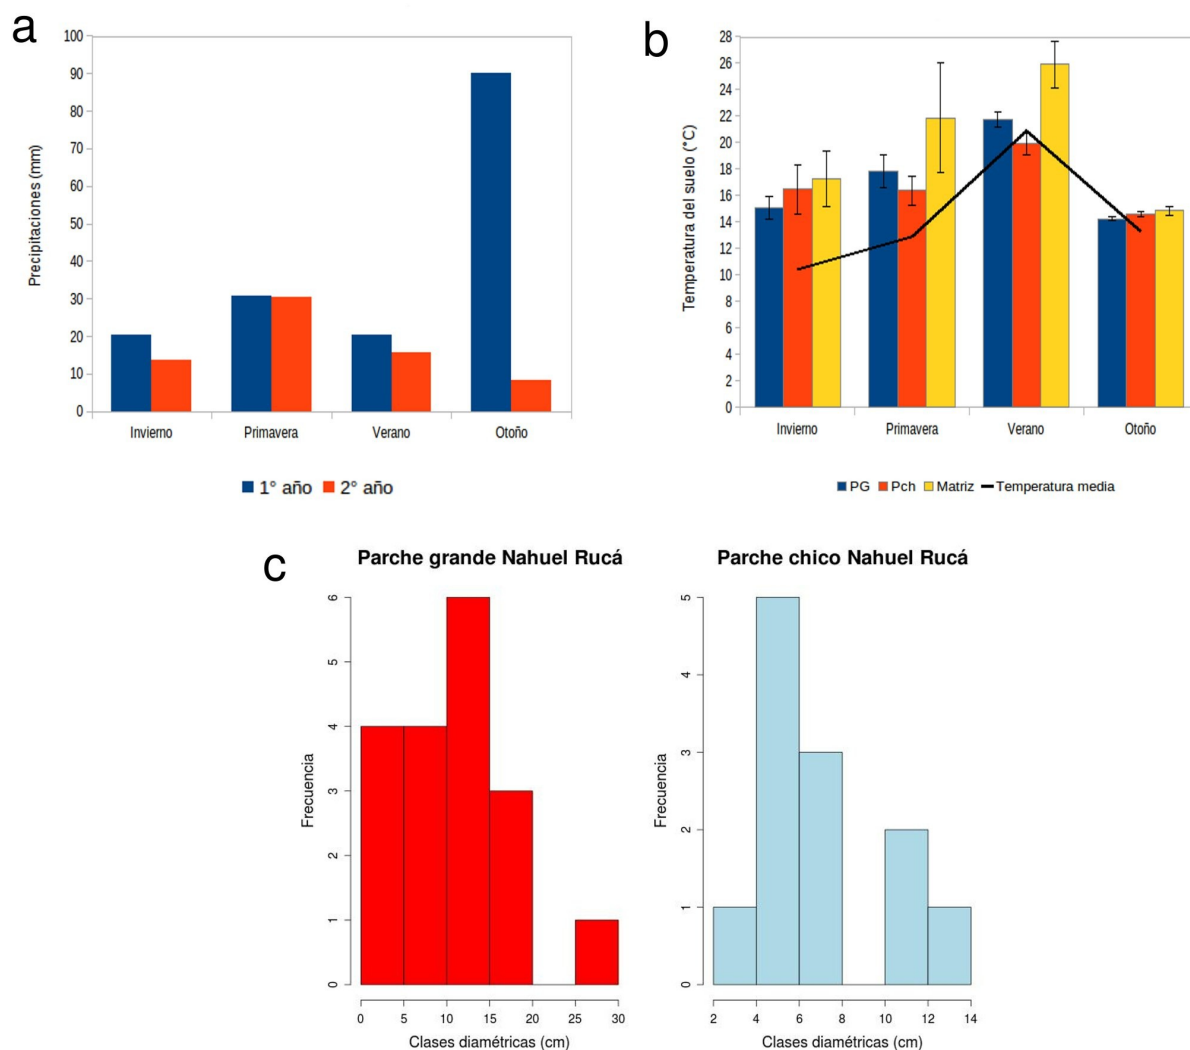 a
100
90
80
70
60
50
40
30
20
10
0
Precipitaciones (mm)
Invierno Primavera Verano Otoño
1° año 2° año
b
28
26
24
22
20
18
16
14
12
10
8
6
4
2
0
Temperatura del suelo (°C)
Invierno Primavera Verano Otoño
PG Pch Matriz Temperatura media
c
Parche grande Nahuel Rucá
6
5
4
3
2
1
0
Frecuencia
0 5 10 15 20 25 30
Clases diamétricas (cm)
Parche chico Nahuel Rucá
5
4
3
2
1
0
Frecuencia
2 4 6 8 10 12 14
Clases diamétricas (cm)